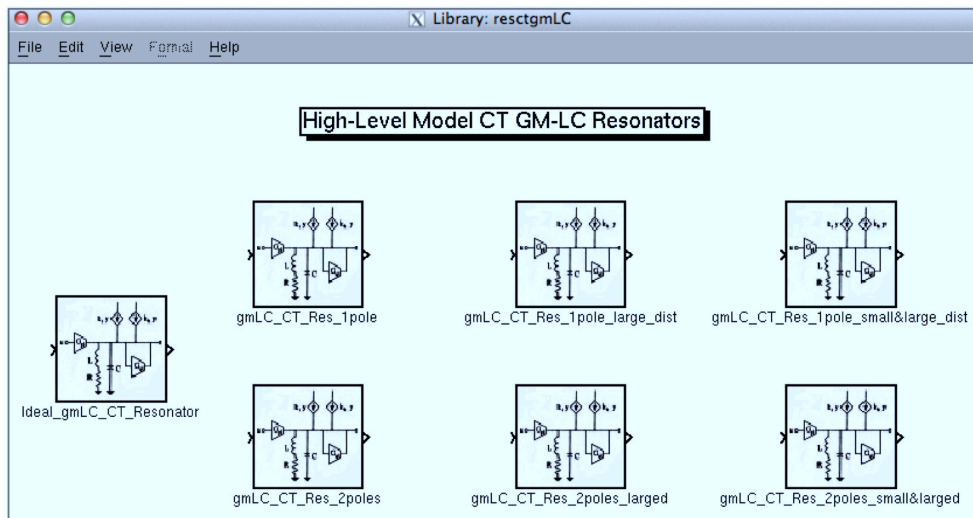 Library: resctgmLC
File Edit View Format Help
High-Level Model CT GM-LC Resonators
gmLC_CT_Res_1pole
gmLC_CT_Res_1pole_large_dist
gmLC_CT_Res_1pole_small&large_dist
Ideal_gmLC_CT_Resonator
gmLC_CT_Res_2poles
gmLC_CT_Res_2poles_larged
gmLC_CT_Res_2poles_small&larged